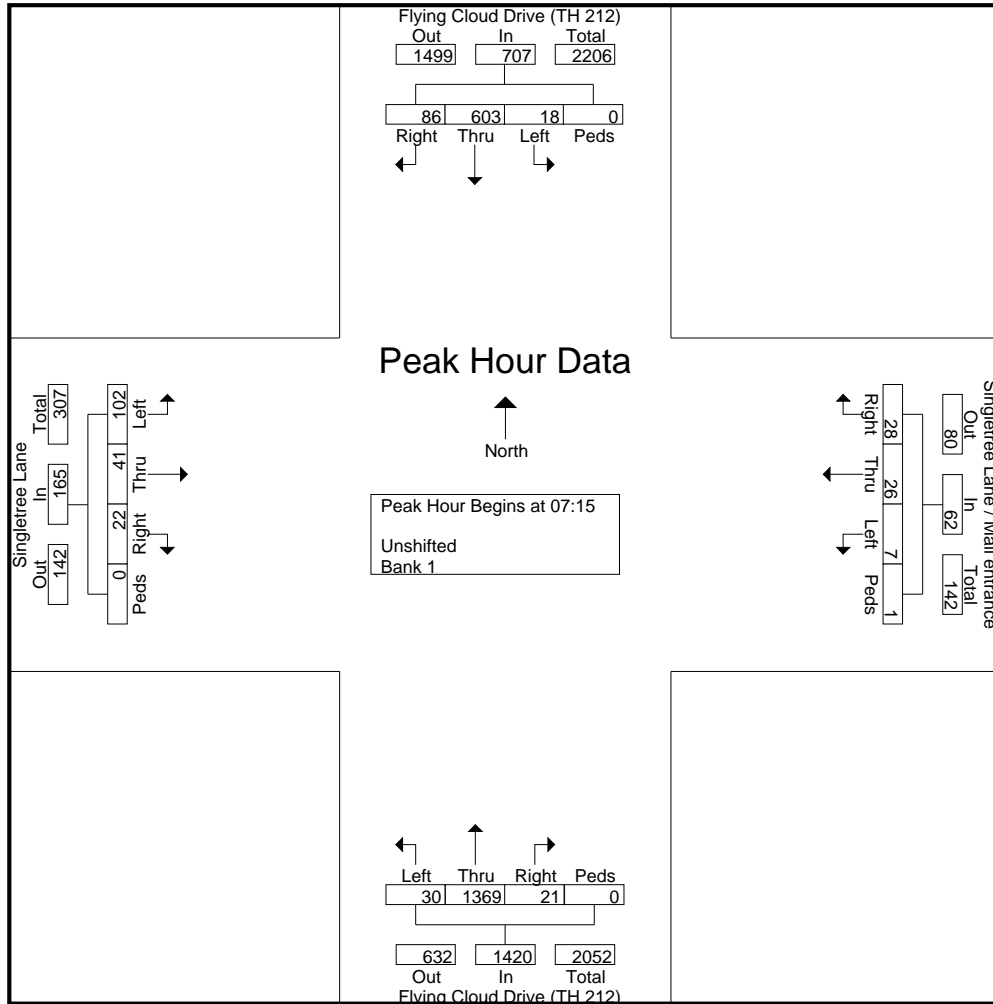 Flying Cloud Drive (TH 212)
Out In Total
1499 707 2206
86 603 18 0
Right Thru Left Peds
Peak Hour Data
North
Peak Hour Begins at 07:15
Unshifted
Bank 1
Singletree Lane
Total In Out
307 165 142
102 41 22 0
Left Thru Right Peds
Singletree Lane / Mall entrance
Out In Total
80 62 142
28 26 7 1
Right Thru Left Peds
Left Thru Right Peds
30 1369 21 0
632 1420 2052
Out In Total
Flying Cloud Drive (TH 212)